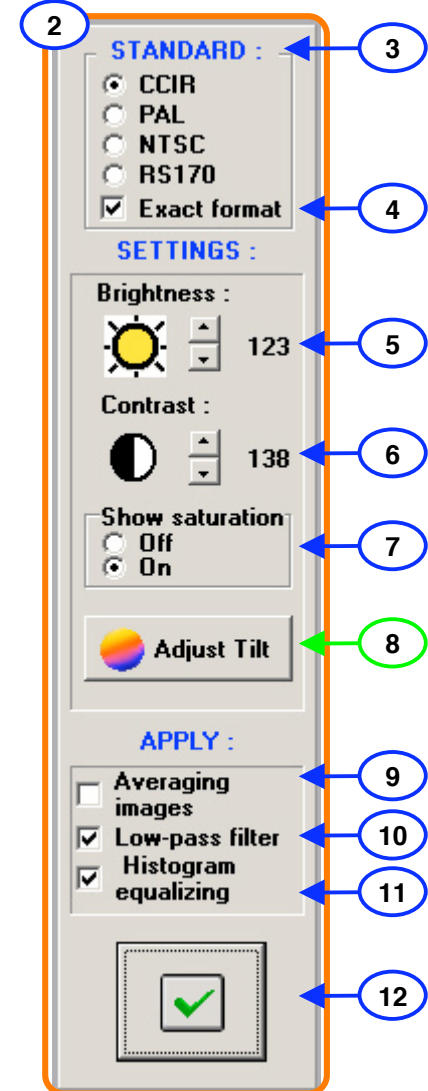 2
STANDARD : 3
CCIR
PAL
NTSC
RS170
Exact format 4
SETTINGS :
Brightness :
123 5
Contrast :
138 6
Show saturation
Off 7
On
Adjust Tilt 8
APPLY :
Averaging 9
images
Low-pass filter 10
Histogram
equalizing 11
12